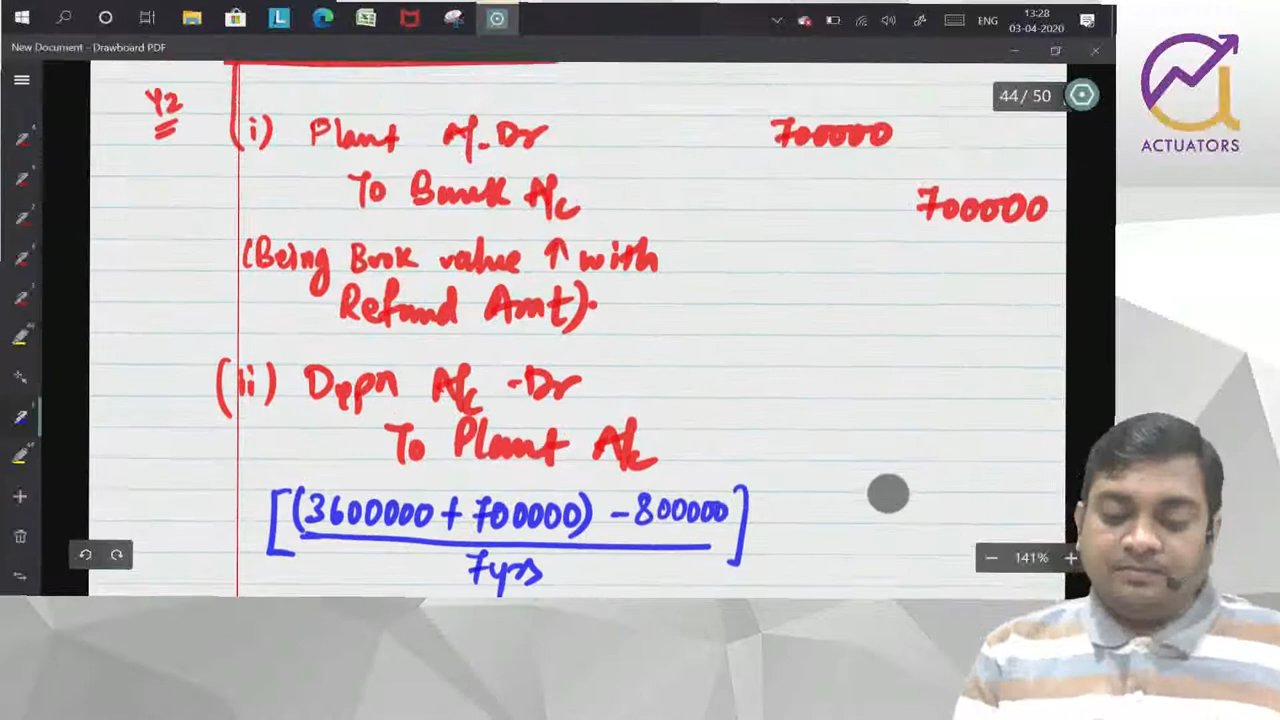 13:28
ENG
03-04-2020
New Document - Drawboard PDF
44 / 50
ACTUATORS
Y2
(i) Plant A/c Dr 700000
To Bank A/c 700000
(Being Book value ↑ with
Refund Amt).
(ii) Depn A/c - Dr
To Plant A/c
[(3600000 + 700000) - 800000]
7yrs
141%